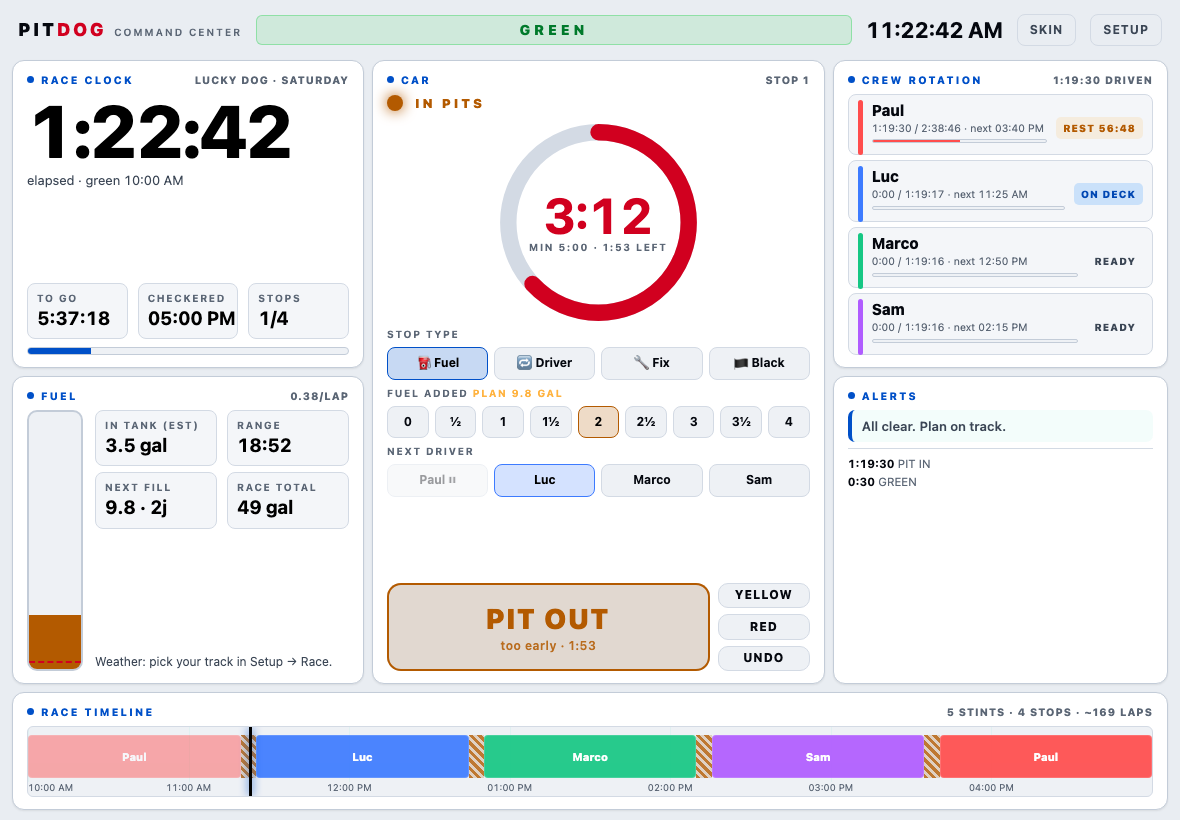 PITDOG COMMAND CENTER
GREEN
11:22:42 AM
SKIN
SETUP
RACE CLOCK
LUCKY DOG · SATURDAY
1:22:42
elapsed · green 10:00 AM
TO GO
5:37:18
CHECKERED
05:00 PM
STOPS
1/4
FUEL
0.38/LAP
IN TANK (EST)
3.5 gal
RANGE
18:52
NEXT FILL
9.8 · 2j
RACE TOTAL
49 gal
Weather: pick your track in Setup → Race.
CAR
STOP 1
IN PITS
3:12
MIN 5:00 · 1:53 LEFT
STOP TYPE
⛽ Fuel
🔁 Driver
🔧 Fix
🏴 Black
FUEL ADDED PLAN 9.8 GAL
0
½
1
1½
2
2½
3
3½
4
NEXT DRIVER
Paul ⏸
Luc
Marco
Sam
PIT OUT
too early · 1:53
YELLOW
RED
UNDO
CREW ROTATION
1:19:30 DRIVEN
Paul
1:19:30 / 2:38:46 · next 03:40 PM
REST 56:48
Luc
0:00 / 1:19:17 · next 11:25 AM
ON DECK
Marco
0:00 / 1:19:16 · next 12:50 PM
READY
Sam
0:00 / 1:19:16 · next 02:15 PM
READY
ALERTS
All clear. Plan on track.
1:19:30 PIT IN
0:30 GREEN
RACE TIMELINE
5 STINTS · 4 STOPS · ~169 LAPS
Paul
Luc
Marco
Sam
Paul
10:00 AM
11:00 AM
12:00 PM
01:00 PM
02:00 PM
03:00 PM
04:00 PM